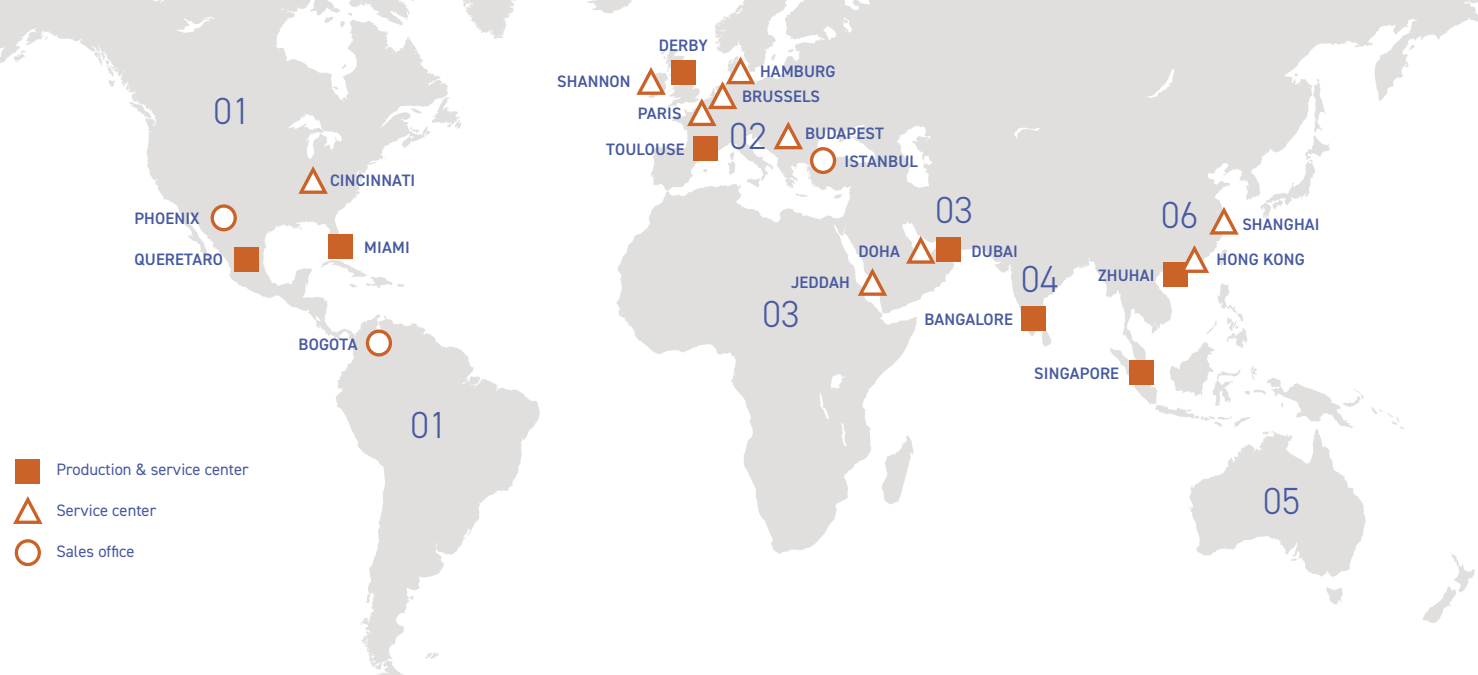 DERBY
SHANNON
HAMBURG
BRUSSELS
PARIS
01
02
BUDAPEST
TOULOUSE
ISTANBUL
CINCINNATI
PHOENIX
03
06
SHANGHAI
QUERETARO
MIAMI
DOHA
DUBAI
HONG KONG
JEDDAH
04
ZHUHAI
03
BANGALORE
BOGOTA
SINGAPORE
01
Production & service center
05
Service center
Sales office